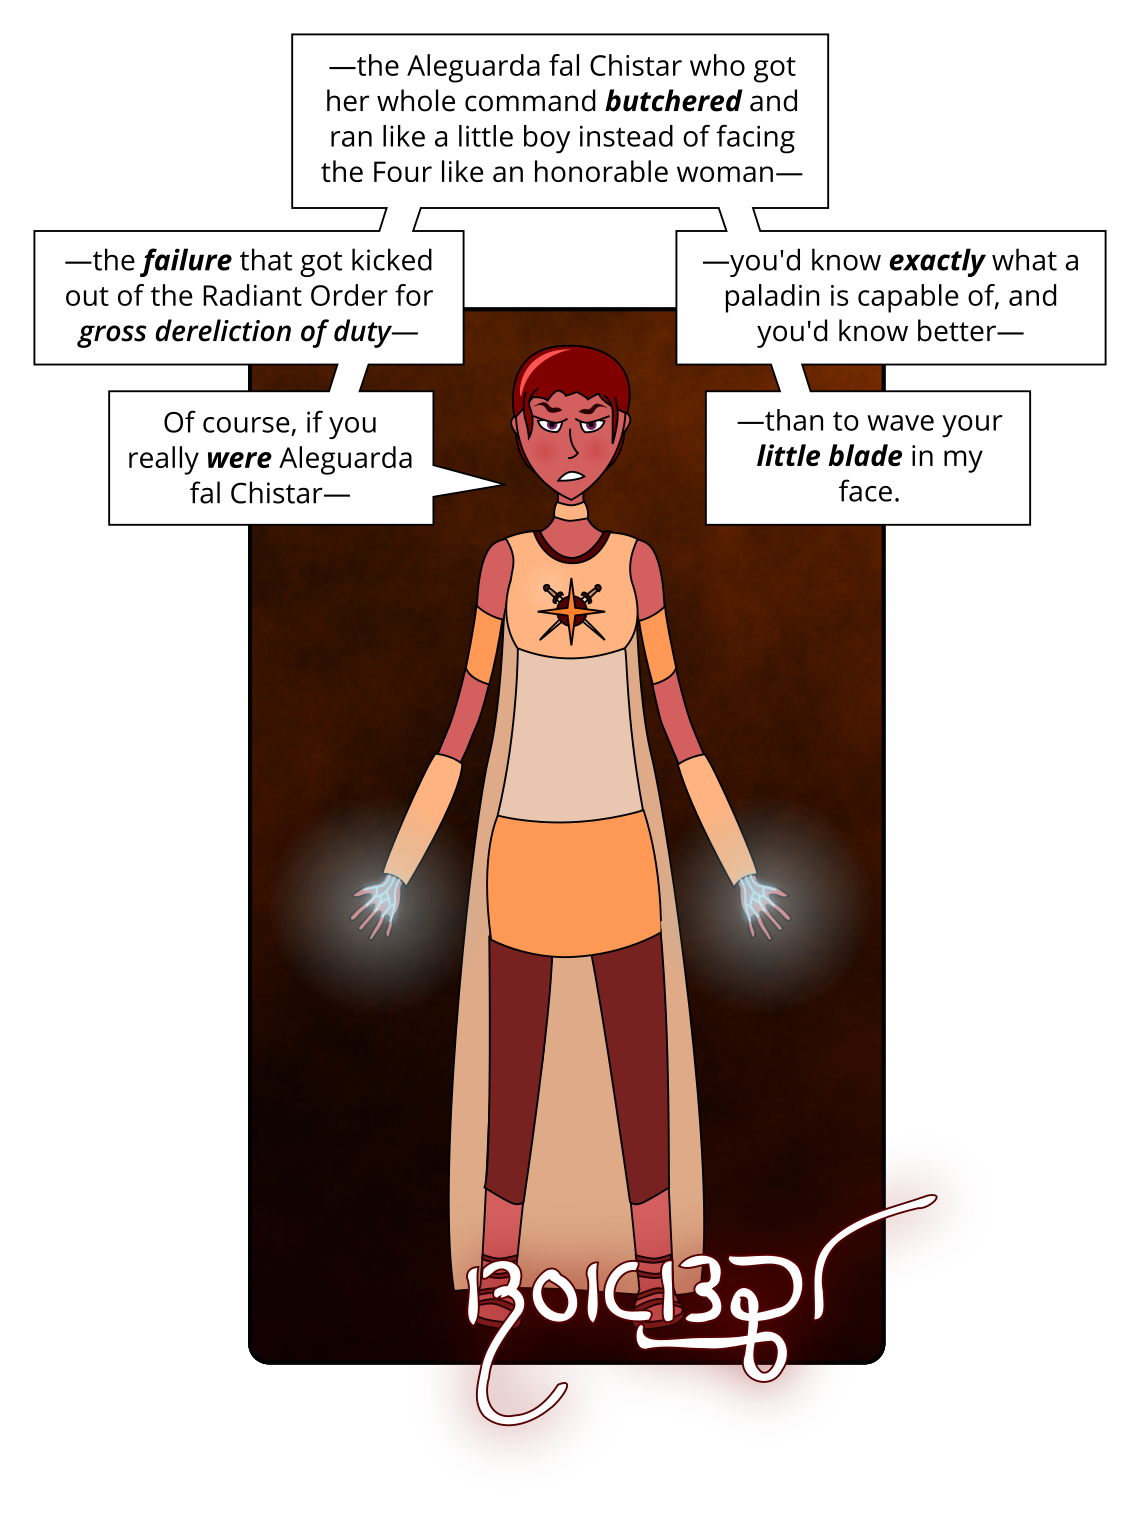 Of course, if you
really were Aleguarda
fal Chistar—
—the failure that got kicked
out of the Radiant Order for
gross dereliction of duty—
—the Aleguarda fal Chistar who got
her whole command butchered and
ran like a little boy instead of facing
the Four like an honorable woman—
—you'd know exactly what a
paladin is capable of, and
you'd know better—
—than to wave your
little blade in my
face.